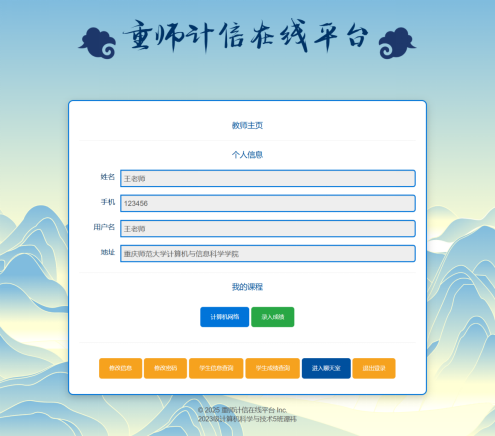 重师计信在线平台
教师主页
个人信息
姓名 王老师
手机 123456
用户名 王老师
地址 重庆师范大学计算机与信息科学学院
我的课程
计算机网络 录入成绩
修改信息 修改密码 学生信息查阅 学生成绩查阅 进入聊天室 退出登录
© 2025 重师计信在线平台 Inc.
2023级计算机科学与技术5班课拜